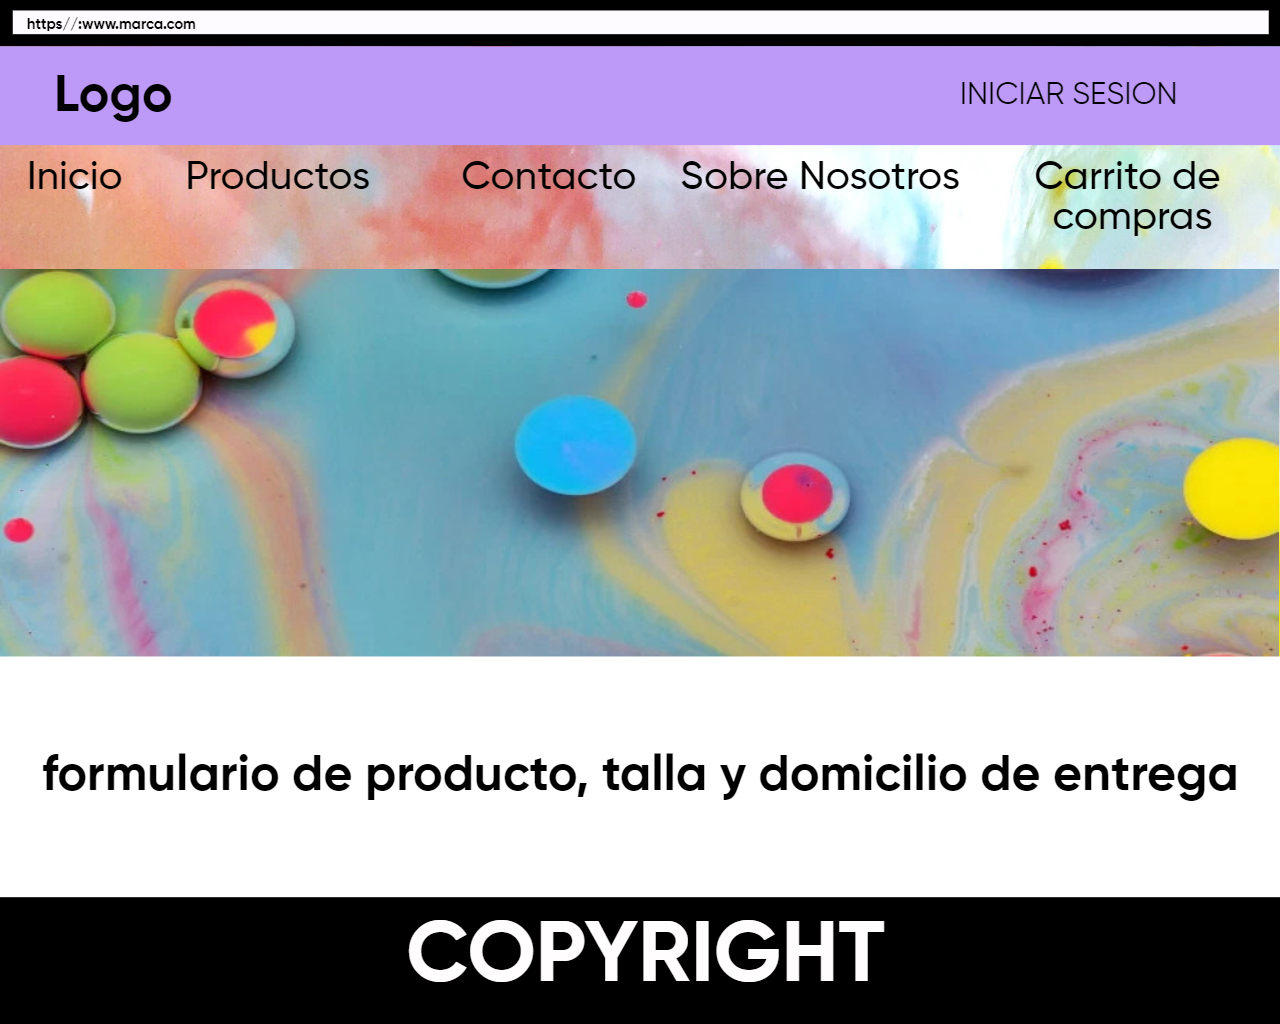 https//:www.marca.com
Logo
INICIAR SESION
Inicio
Productos
Contacto
Sobre Nosotros
Carrito de
compras
formulario de producto, talla y domicilio de entrega
COPYRIGHT